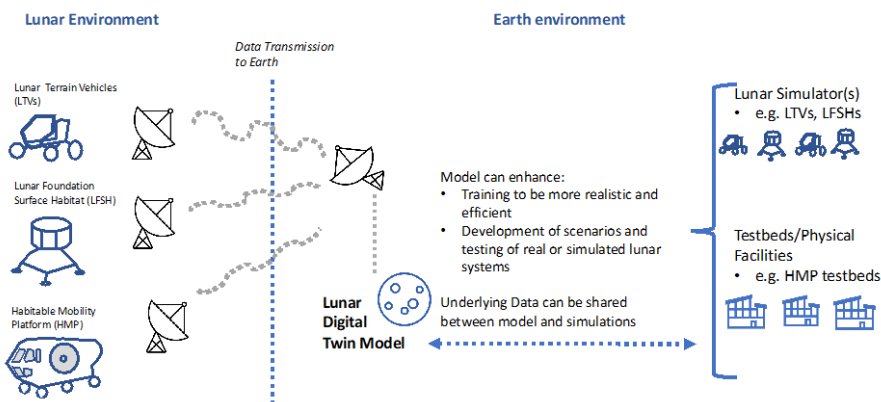 Lunar Environment
Earth environment
Data Transmission
to Earth
Lunar Terrain Vehicles
(LTVs)
Lunar Foundation
Surface Habitat (LFSH)
Habitable Mobility
Platform (HMP)
Model can enhance:
• Training to be more realistic and
efficient
• Development of scenarios and
testing of real or simulated lunar
systems
Lunar
Digital
Twin Model
Underlying Data can be shared
between model and simulations
Lunar Simulator(s)
• e.g. LTVs, LFSHs
Testbeds/Physical
Facilities
• e.g. HMP testbeds